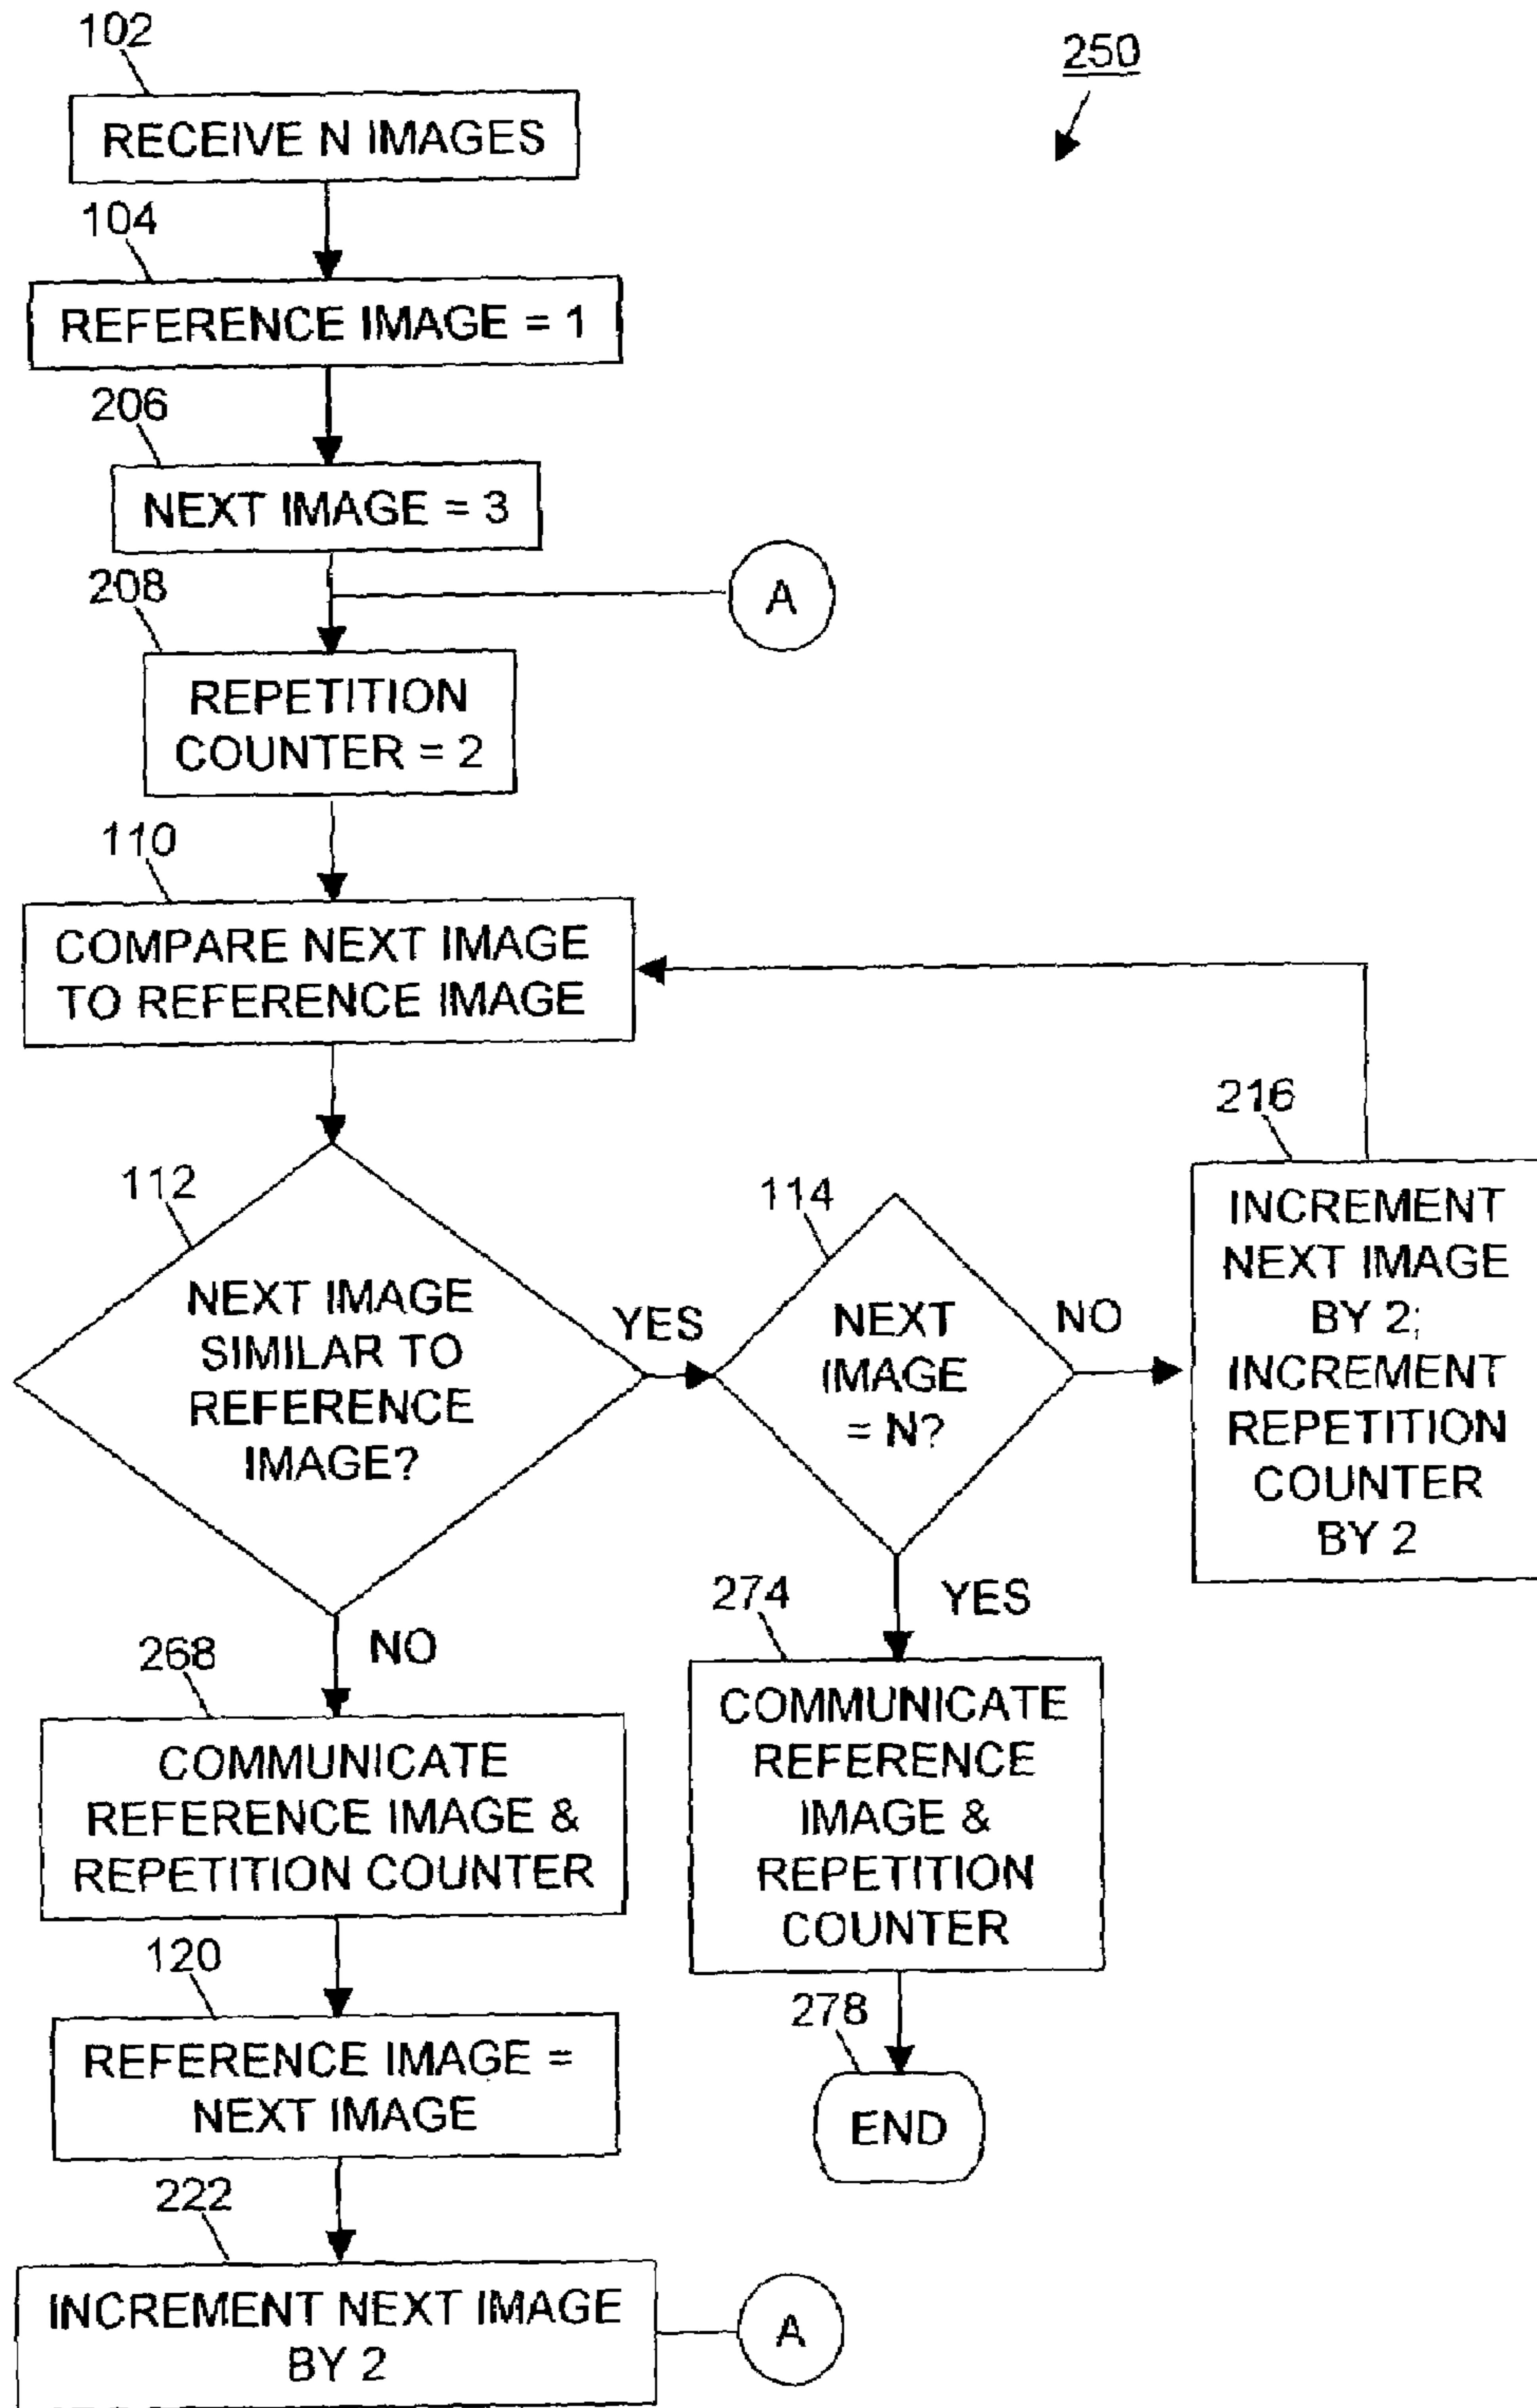 102
250
RECEIVE N IMAGES
104
REFERENCE IMAGE = 1
206
NEXT IMAGE = 3
208
A
REPETITION
COUNTER = 2
110
COMPARE NEXT IMAGE
TO REFERENCE IMAGE
112
NEXT IMAGE
SIMILAR TO
REFERENCE
IMAGE?
YES
114
NEXT
IMAGE
= N?
NO
216
INCREMENT
NEXT IMAGE
BY 2;
INCREMENT
REPETITION
COUNTER
BY 2
NO
268
COMMUNICATE
REFERENCE IMAGE &
REPETITION COUNTER
YES
274
COMMUNICATE
REFERENCE
IMAGE &
REPETITION
COUNTER
120
REFERENCE IMAGE =
NEXT IMAGE
278
END
222
INCREMENT NEXT IMAGE
BY 2
A